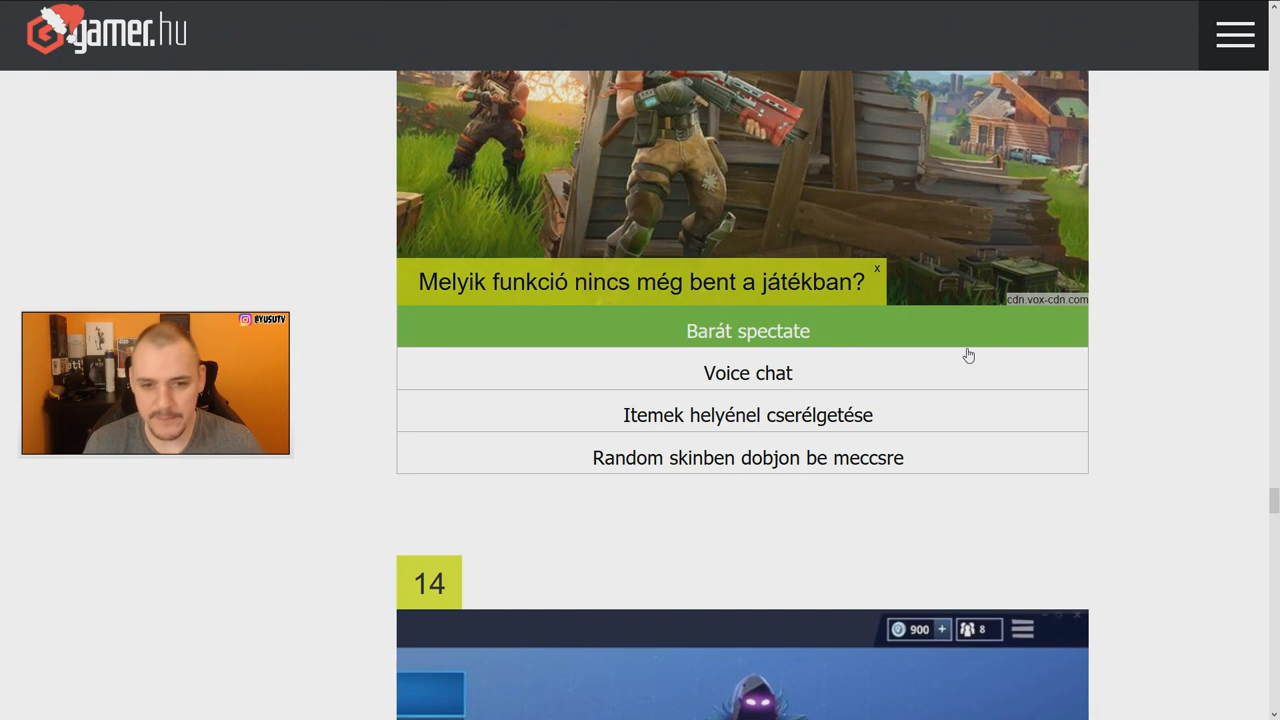 gamer.hu
Melyik funkció nincs még bent a játékban?
x
cdn.vox-cdn.com
Barát spectate
@YUSUTV
Voice chat
Itemek helyénel cserélgetése
Random skinben dobjon be meccsre
14
900 +
8